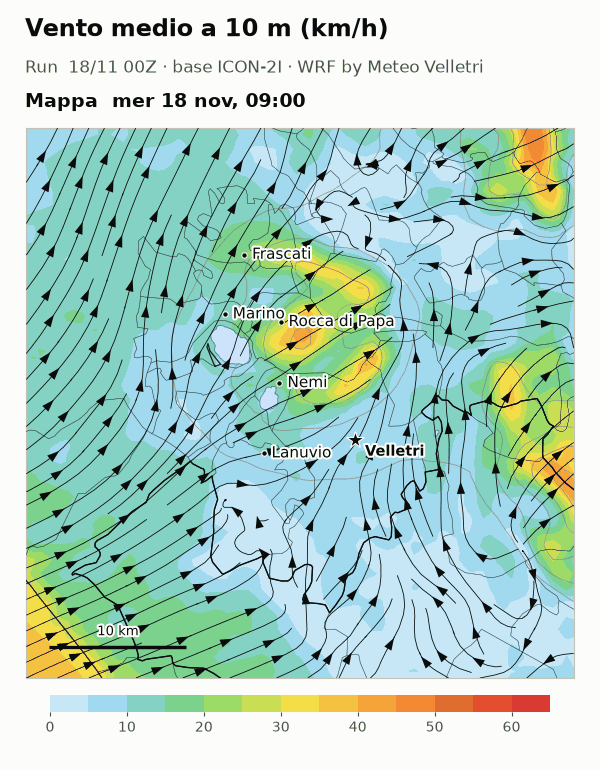 Vento medio a 10 m (km/h)
Run  18/11 00Z · base ICON-2I · WRF by Meteo Velletri
Mappa  mer 18 nov, 09:00
Frascati
Marino
Rocca di Papa
Nemi
Velletri
Lanuvio
10 km
0 10 20 30 40 50 60